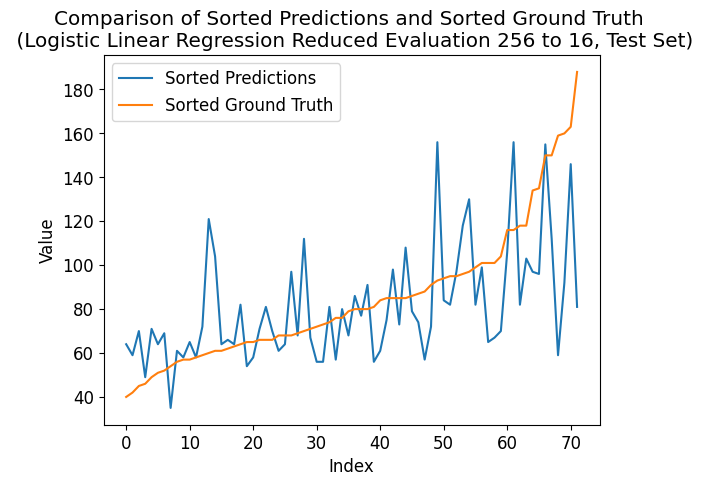 Comparison of Sorted Predictions and Sorted Ground Truth
(Logistic Linear Regression Reduced Evaluation 256 to 16, Test Set)
Sorted Predictions
Sorted Ground Truth
180
160
140
120
100
80
60
40
Value
0 10 20 30 40 50 60 70
Index